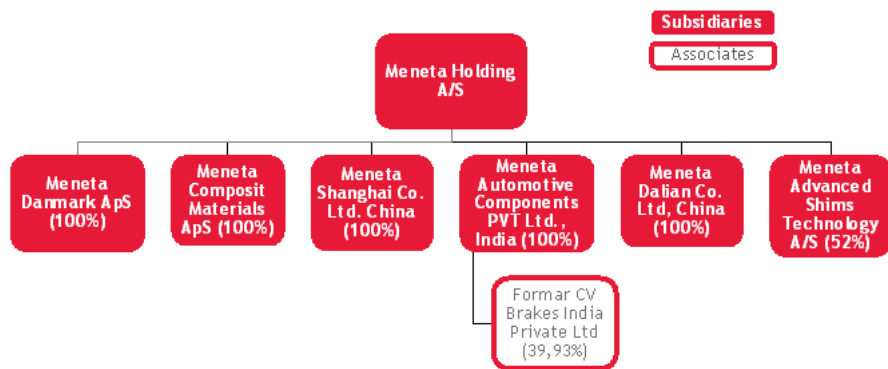 Subsidiaries
Associates
Meneta Holding
A/S
Meneta
Danmark ApS
(100%)
Meneta
Composit
Materials
ApS (100%)
Meneta
Shanghai Co.
Ltd. China
(100%)
Meneta
Automotive
Components
PVT Ltd.,
India (100%)
Meneta
Dalian Co.
Ltd, China
(100%)
Meneta
Advanced
Shims
Technology
A/S (52%)
Formar CV
Brakes India
Private Ltd
(39,93%)